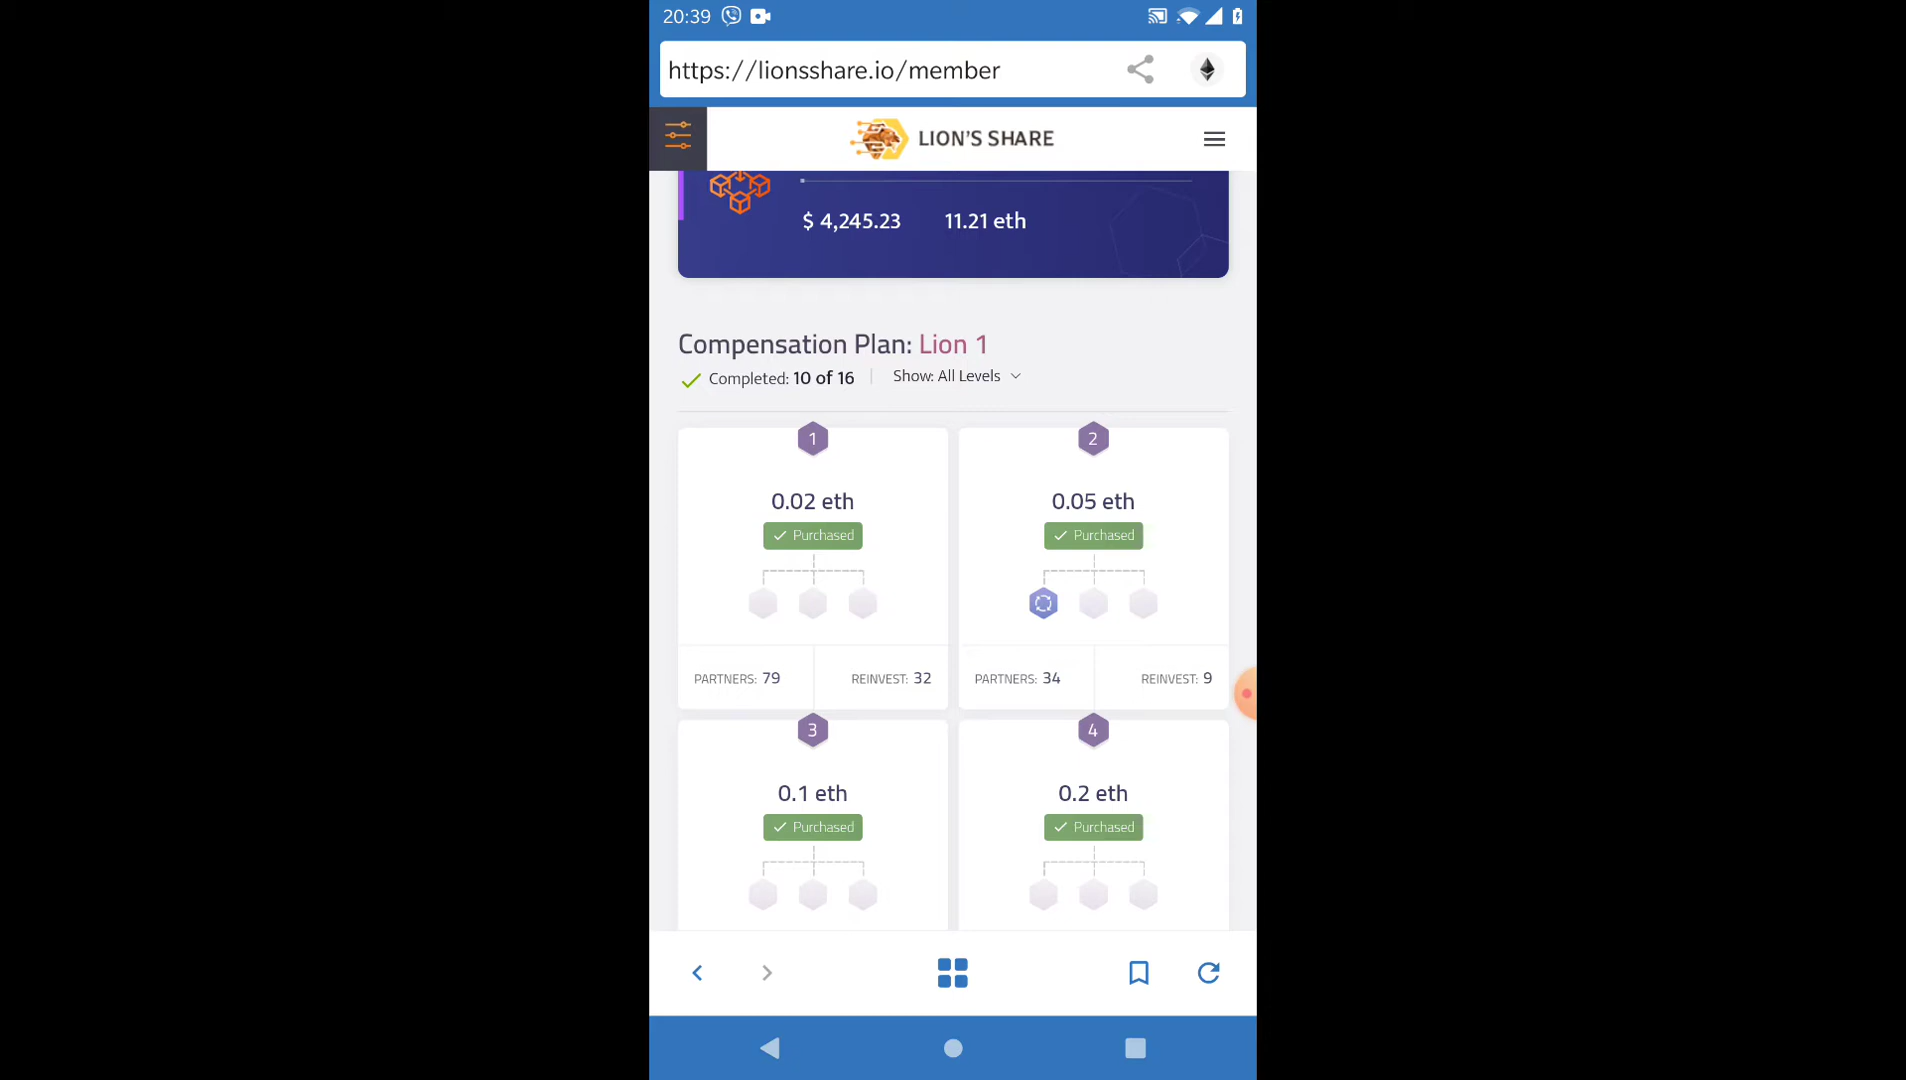 20:39
https://lionsshare.io/member
LION'S SHARE
$ 4,245.23 11.21 eth
Compensation Plan: Lion 1
Completed: 10 of 16 Show: All Levels
1
0.02 eth
Purchased
PARTNERS: 79 REINVEST: 32
2
0.05 eth
Purchased
PARTNERS: 34 REINVEST: 9
3
0.1 eth
Purchased
4
0.2 eth
Purchased